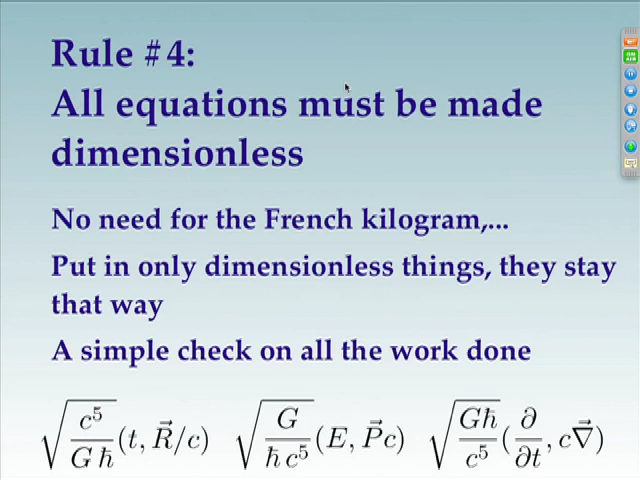 Rule #4:
All equations must be made
dimensionless
No need for the French kilogram,...
Put in only dimensionless things, they stay
that way
A simple check on all the work done
√(c⁵/(G ħ)) (t, R⃗/c) √(G/(ħ c⁵)) (E, P⃗c) √(Għ/c⁵) (∂/∂t, c∇⃗)